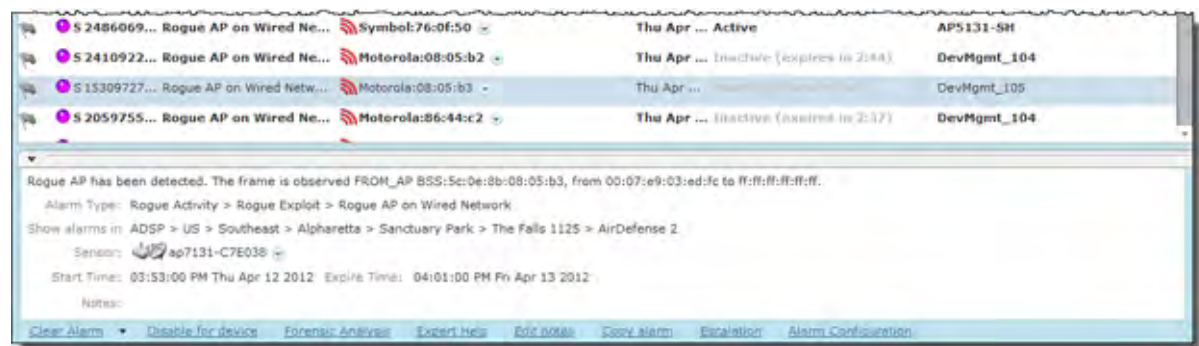 S 2486069... Rogue AP on Wired Ne... Symbol:76:0f:50 Thu Apr ... Active AP5131-SH
S 2410922... Rogue AP on Wired Ne... Motorola:08:05:b2 Thu Apr ... Inactive (expires in 2:44) DevMgmt_104
S 15309727... Rogue AP on Wired Netw... Motorola:08:05:b3 Thu Apr ... DevMgmt_105
S 2059755... Rogue AP on Wired Ne... Motorola:86:44:c2 Thu Apr ... Inactive (expires in 2:37) DevMgmt_104
Rogue AP has been detected. The frame is observed FROM_AP BSS:5c:0e:8b:08:05:b3, from 00:07:e9:03:ed:fc to ff:ff:ff:ff:ff:ff.
Alarm Type: Rogue Activity > Rogue Exploit > Rogue AP on Wired Network
Show alarms in ADSP > US > Southeast > Alpharetta > Sanctuary Park > The Falls 1125 > AirDefense 2
Sensor: ap7131-C7E038
Start Time: 03:53:00 PM Thu Apr 12 2012 Expire Time: 04:01:00 PM Fri Apr 13 2012
Notes:
Clear Alarm Disable for device Forensic Analysis Expert Help Edit notes Copy alarm Escalation Alarm Configuration